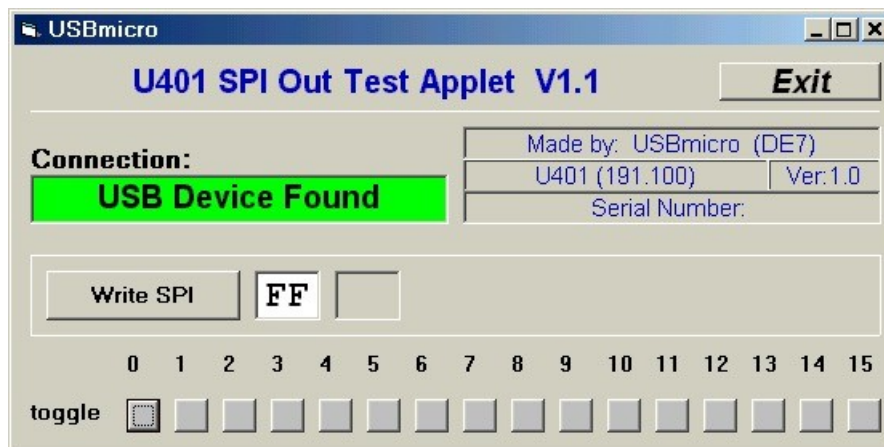 USBmicro
U401 SPI Out Test Applet V1.1
Exit
Made by: USBmicro (DE7)
Connection:
U401 (191.100) Ver:1.0
USB Device Found
Serial Number:
Write SPI FF
0 1 2 3 4 5 6 7 8 9 10 11 12 13 14 15
toggle